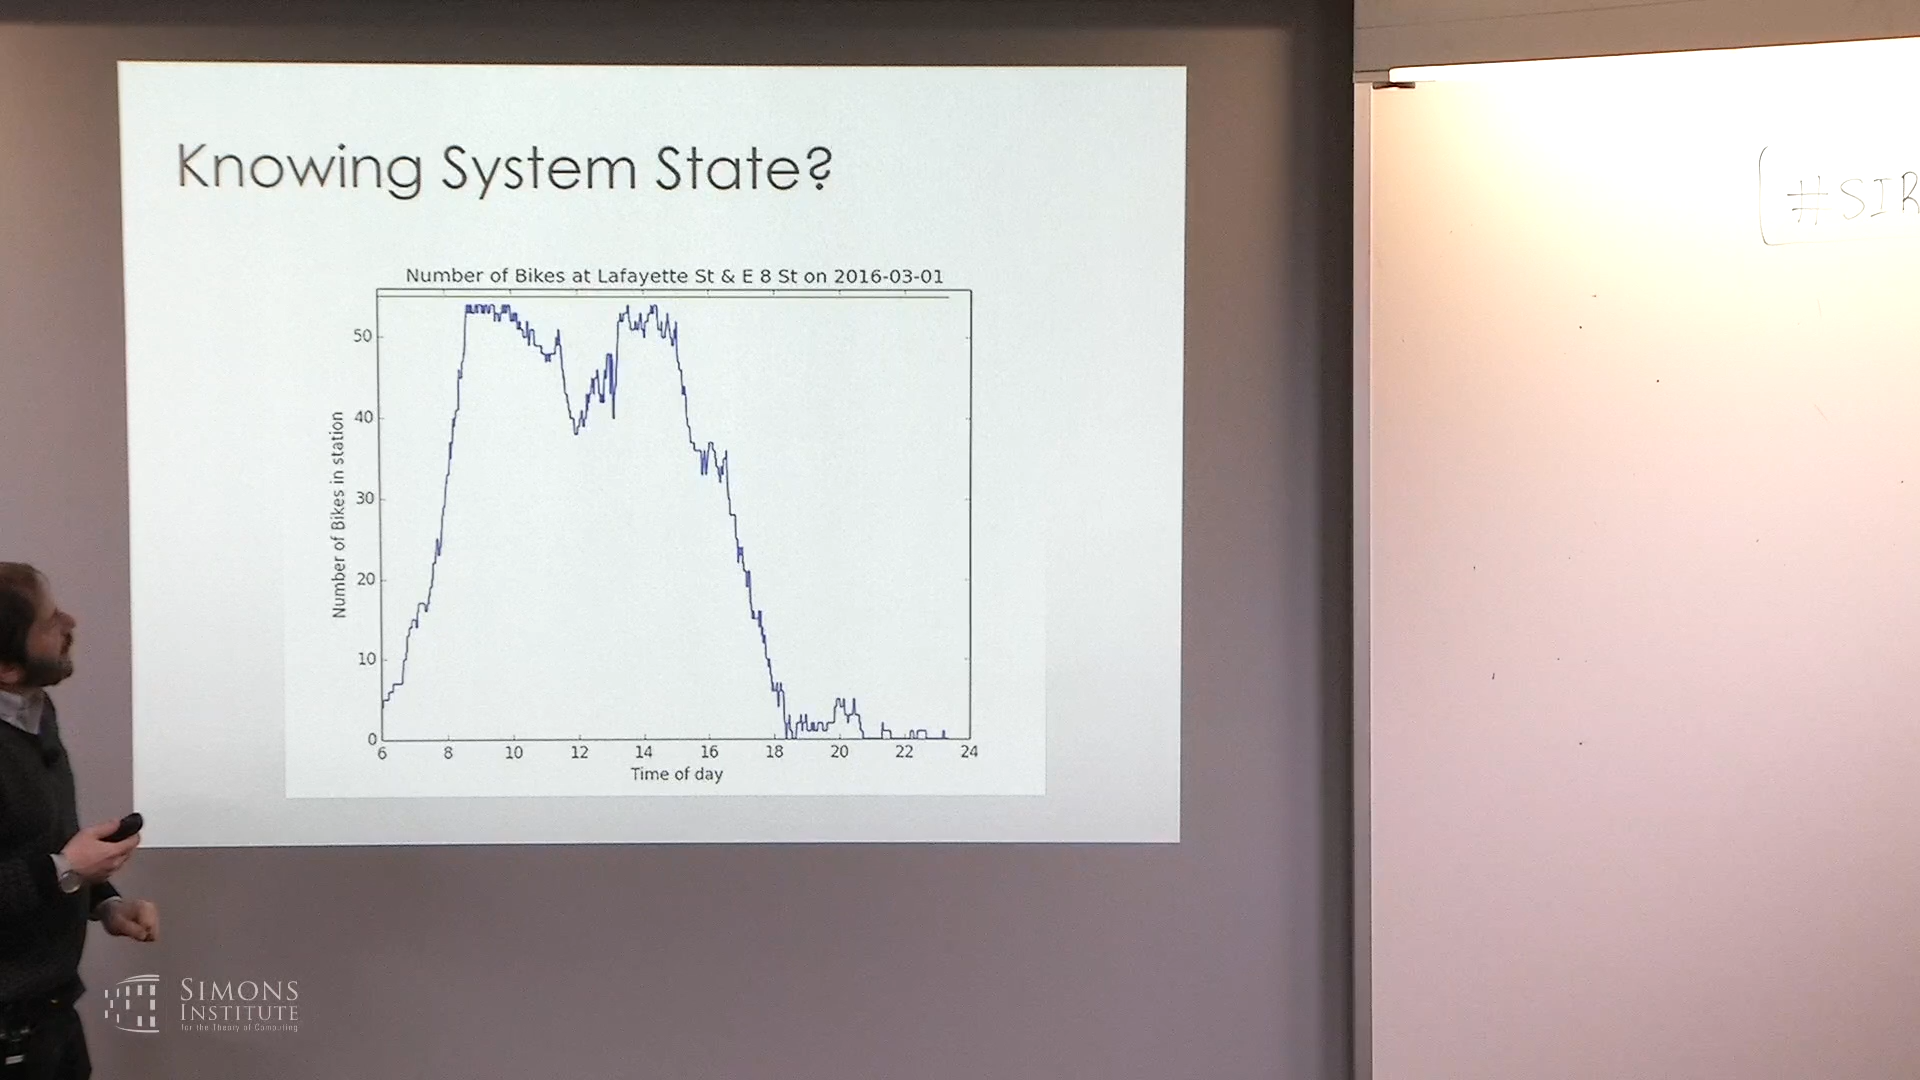 Knowing System State?
Number of Bikes at Lafayette St & E 8 St on 2016-03-01
Number of Bikes in station
50
40
30
20
10
0
6 8 10 12 14 16 18 20 22 24
Time of day
#SIR
SIMONS
INSTITUTE
for the Theory of Computing